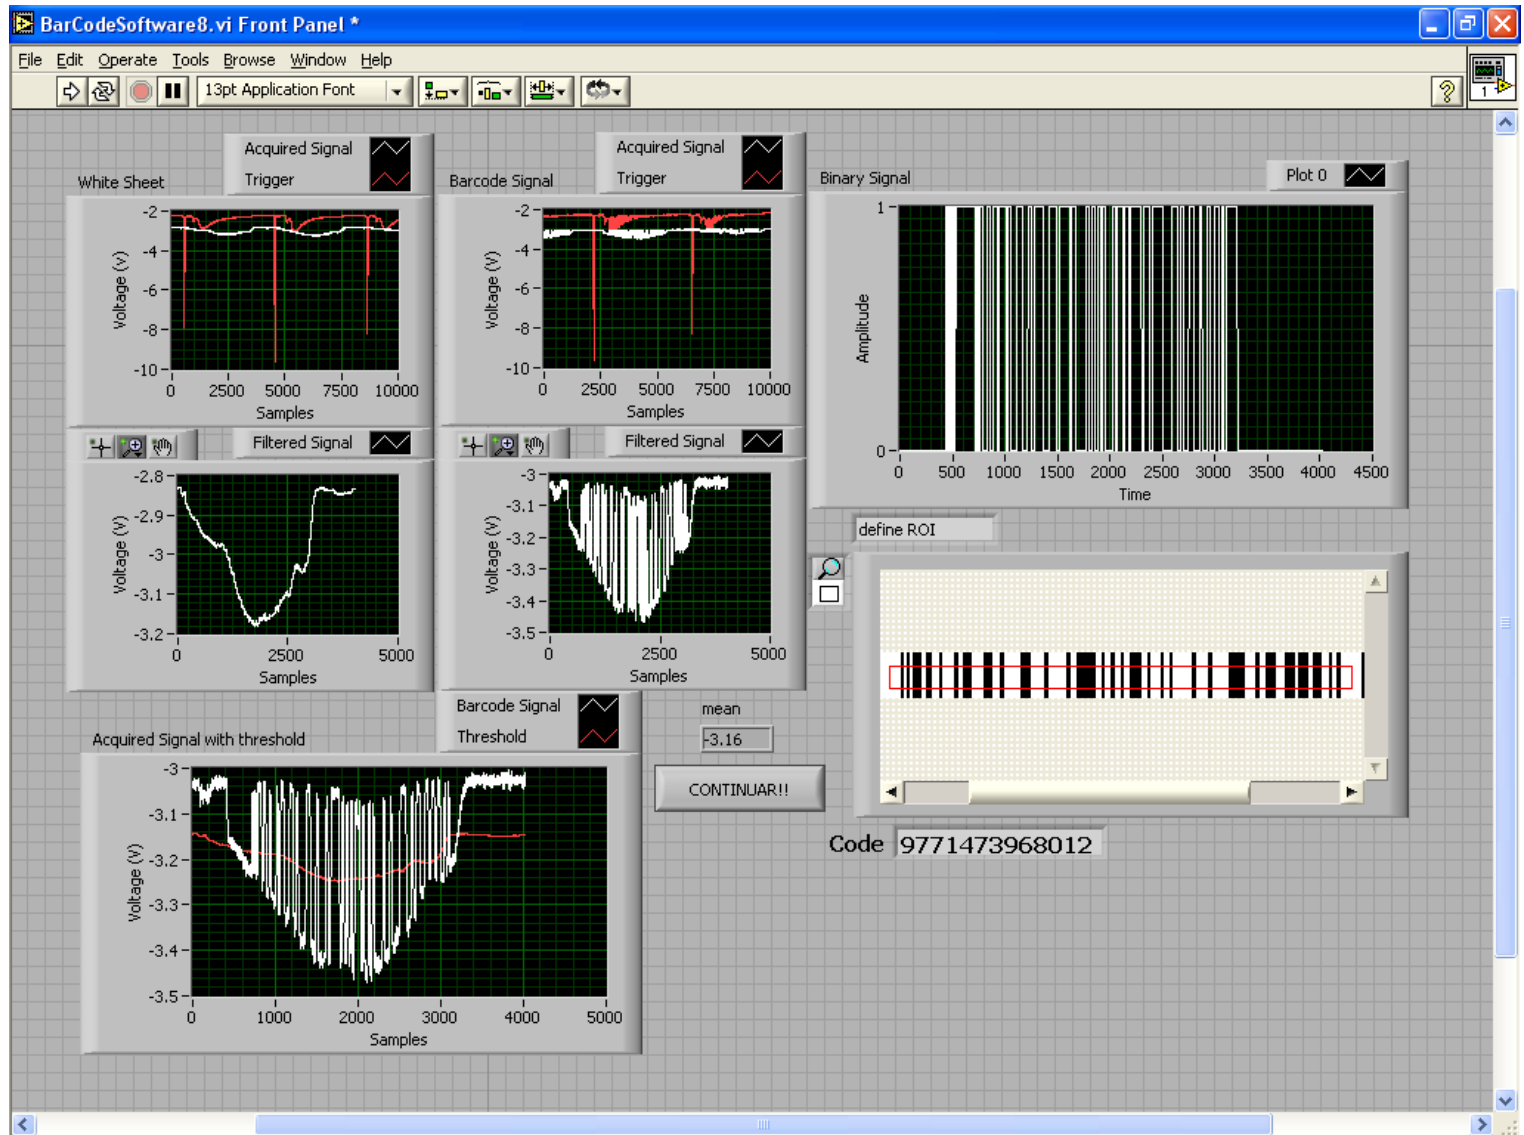 BarCodeSoftware8.vi Front Panel *
File Edit Operate Tools Browse Window Help
13pt Application Font
?
1
White Sheet
Acquired Signal
Trigger
-2
-4
-6
-8
-10
Voltage (V)
0 2500 5000 7500 10000
Samples
Barcode Signal
Acquired Signal
Trigger
-2
-4
-6
-8
-10
Voltage (V)
0 2500 5000 7500 10000
Samples
Binary Signal
Plot 0
1
0
Amplitude
0 500 1000 1500 2000 2500 3000 3500 4000 4500
Time
Filtered Signal
-2.8
-2.9
-3
-3.1
-3.2
Voltage (V)
0 2500 5000
Samples
Filtered Signal
-3
-3.1
-3.2
-3.3
-3.4
-3.5
Voltage (V)
0 2500 5000
Samples
define ROI
Acquired Signal with threshold
Barcode Signal
Threshold
-3
-3.1
-3.2
-3.3
-3.4
-3.5
Voltage (V)
0 1000 2000 3000 4000 5000
Samples
mean
-3.16
CONTINUAR!!
Code 9771473968012